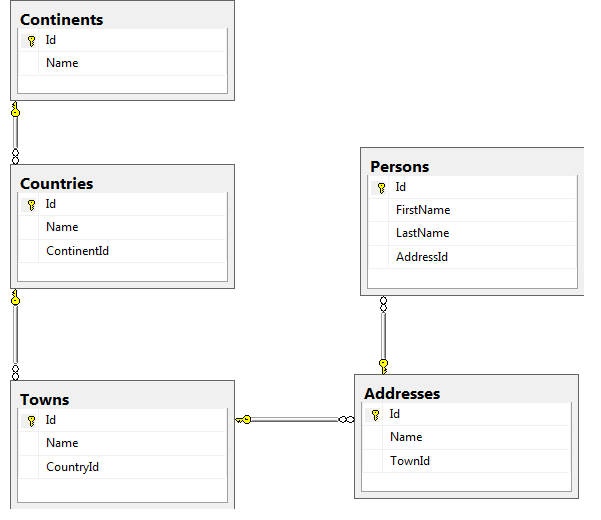 Continents
Id
Name
Countries
Id
Name
ContinentId
Towns
Id
Name
CountryId
Persons
Id
FirstName
LastName
AddressId
Addresses
Id
Name
TownId